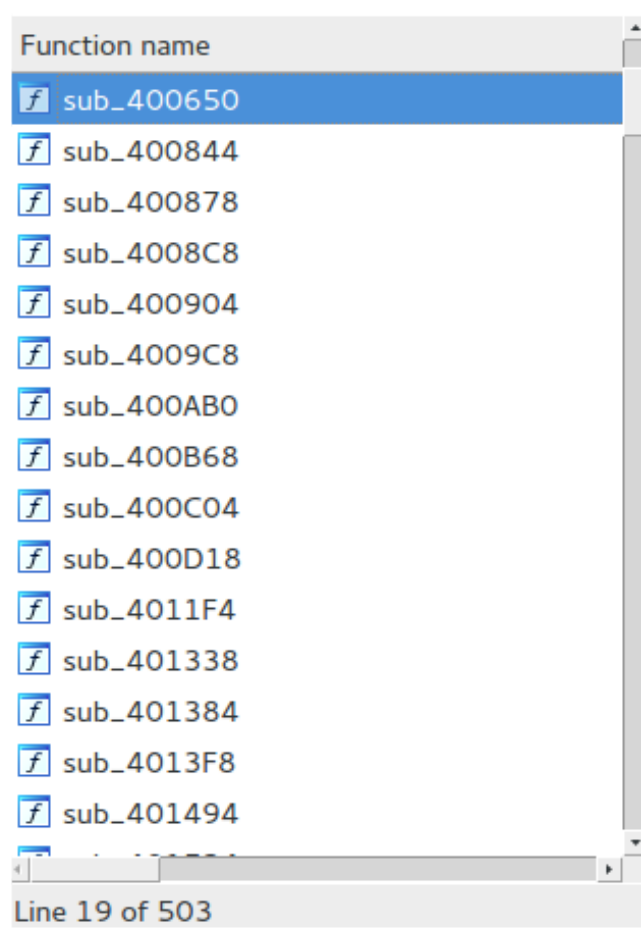 Function name
f sub_400650
f sub_400844
f sub_400878
f sub_4008C8
f sub_400904
f sub_4009C8
f sub_400AB0
f sub_400B68
f sub_400C04
f sub_400D18
f sub_4011F4
f sub_401338
f sub_401384
f sub_4013F8
f sub_401494
Line 19 of 503